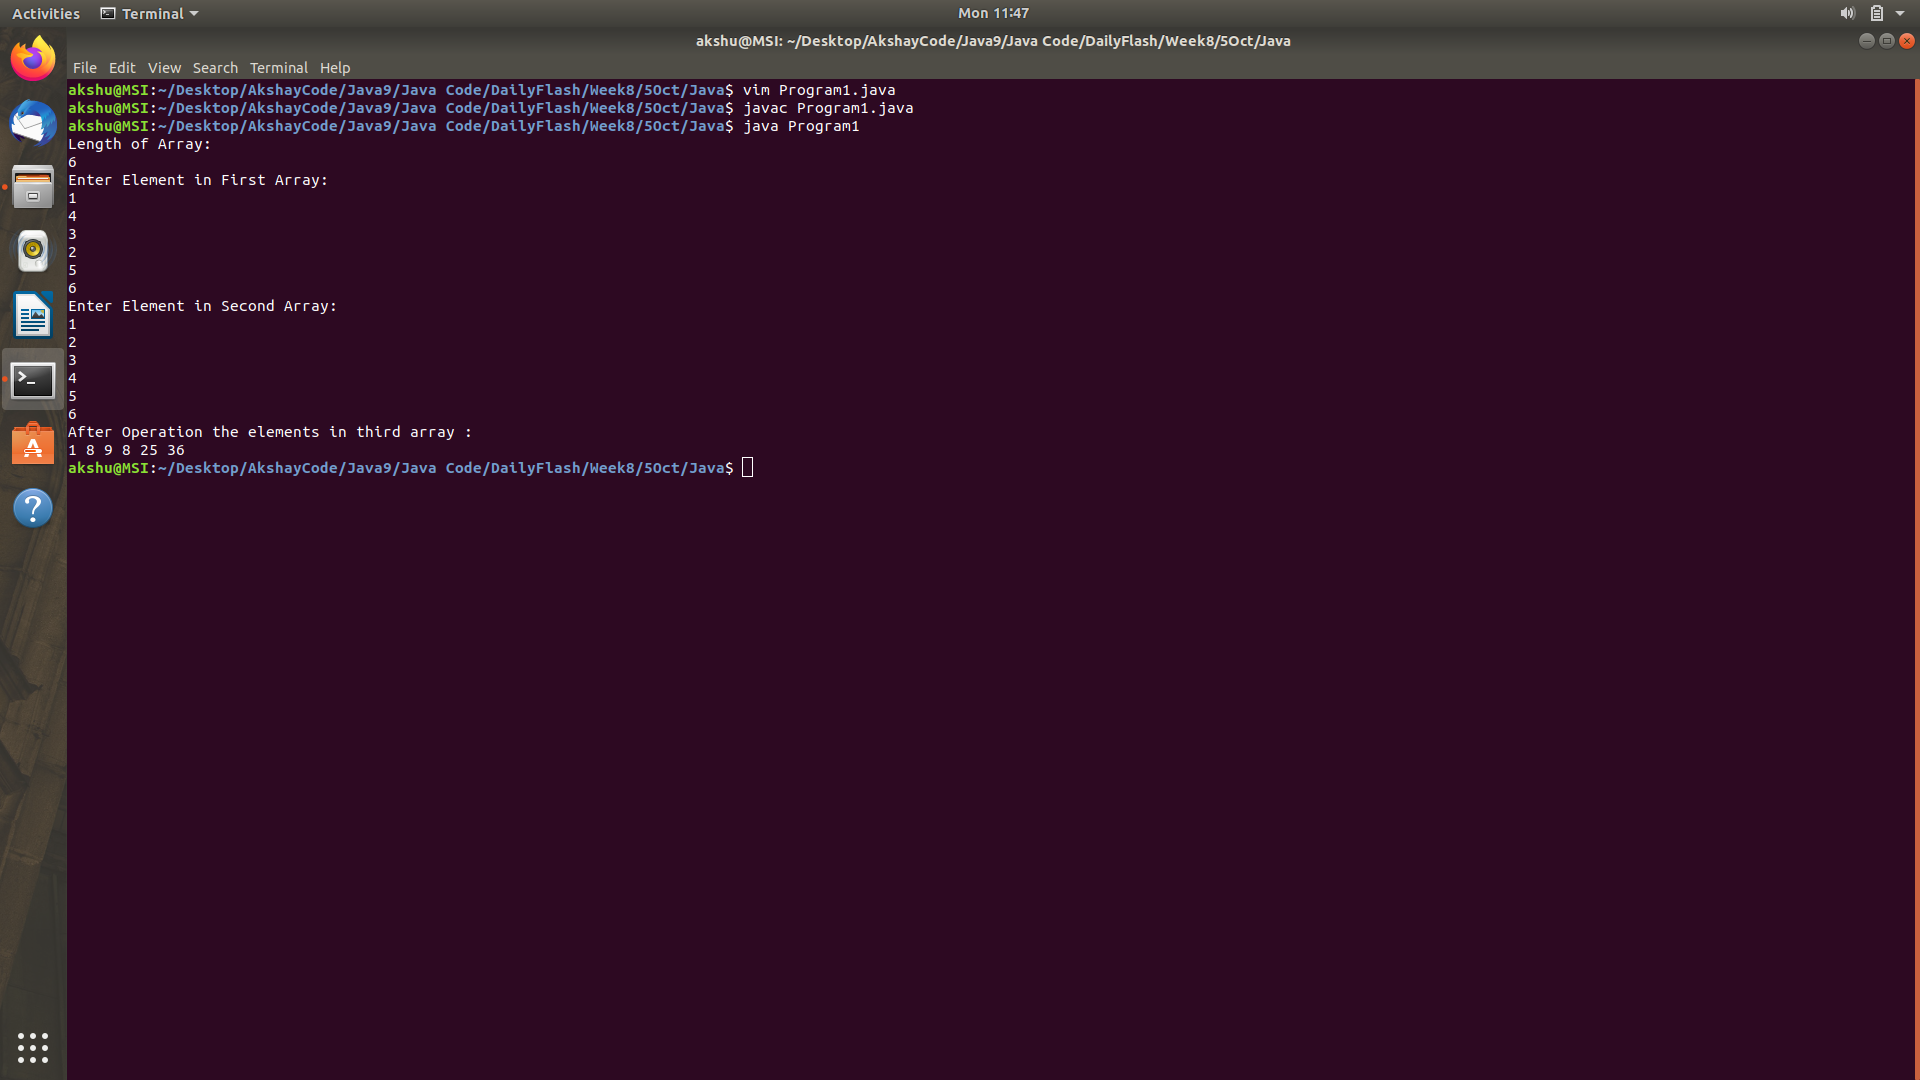 Activities Terminal Mon 11:47
akshu@MSI: ~/Desktop/AkshayCode/Java9/Java Code/DailyFlash/Week8/5Oct/Java
File Edit View Search Terminal Help
akshu@MSI:~/Desktop/AkshayCode/Java9/Java Code/DailyFlash/Week8/5Oct/Java$ vim Program1.java
akshu@MSI:~/Desktop/AkshayCode/Java9/Java Code/DailyFlash/Week8/5Oct/Java$ javac Program1.java
akshu@MSI:~/Desktop/AkshayCode/Java9/Java Code/DailyFlash/Week8/5Oct/Java$ java Program1
Length of Array:
6
Enter Element in First Array:
1
4
3
2
5
6
Enter Element in Second Array:
1
2
3
4
5
6
After Operation the elements in third array :
1 8 9 8 25 36
akshu@MSI:~/Desktop/AkshayCode/Java9/Java Code/DailyFlash/Week8/5Oct/Java$